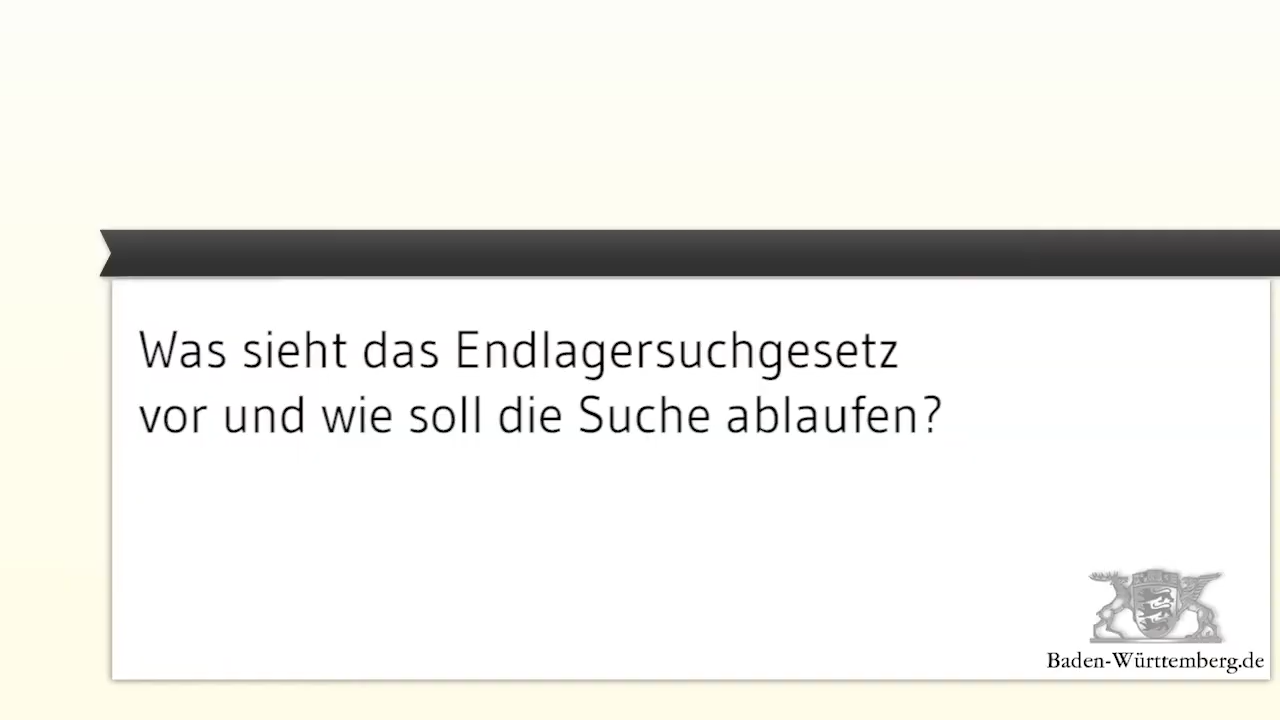 Was sieht das Endlagersuchgesetz
vor und wie soll die Suche ablaufen?
Baden-Württemberg.de